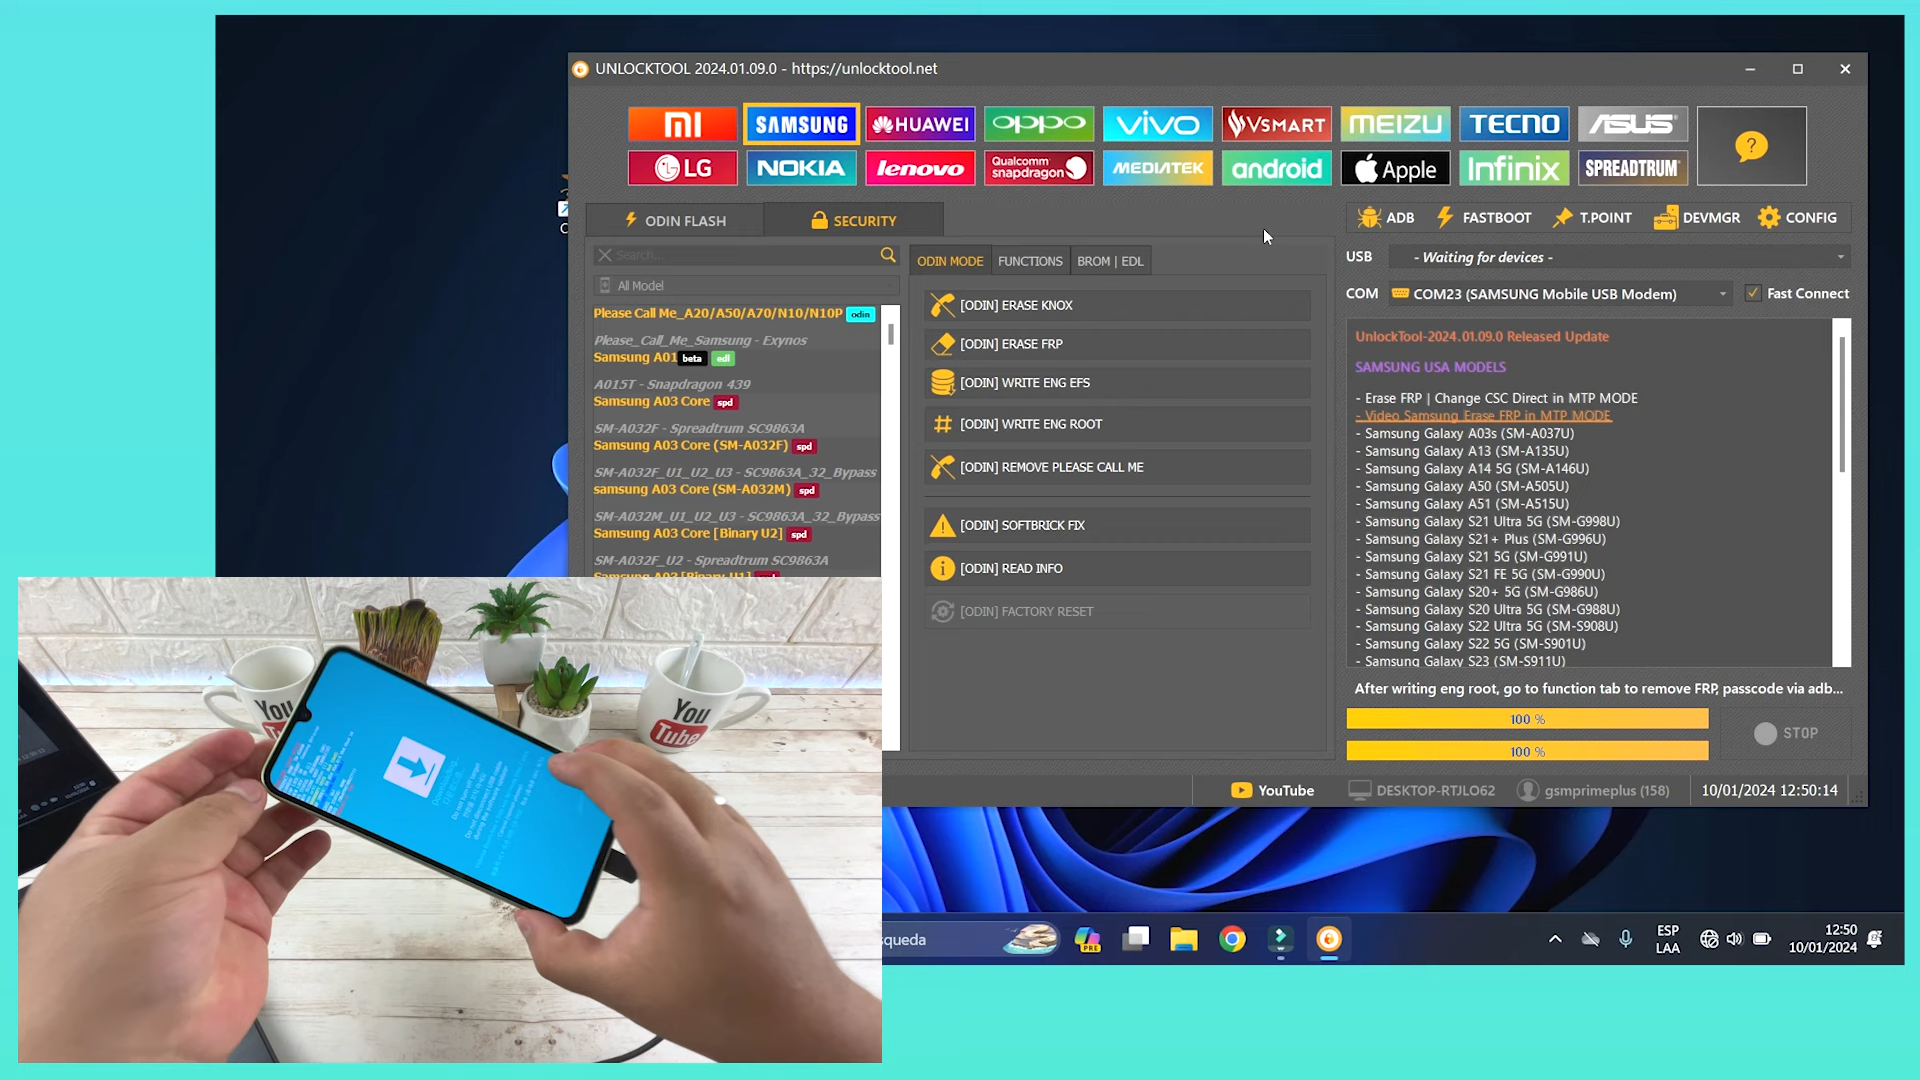 UNLOCKTOOL 2024.01.09.0 - https://unlocktool.net
mi
SAMSUNG
HUAWEI
oppo
vivo
VSMART
MEIZU
TECNO
ASUS
?
LG
NOKIA
lenovo
Qualcomm snapdragon
MEDIATEK
android
Apple
Infinix
SPREADTRUM
ODIN FLASH
SECURITY
ADB
FASTBOOT
T.POINT
DEVMGR
CONFIG
Search...
All Model
Please Call Me_A20/A50/A70/N10/N10P odin
Please_Call_Me_Samsung - Exynos
Samsung A01 beta edl
A015T - Snapdragon 439
Samsung A03 Core spd
SM-A032F - Spreadtrum SC9863A
Samsung A03 Core (SM-A032F) spd
SM-A032F_U1_U2_U3 - SC9863A_32_Bypass
samsung A03 Core (SM-A032M) spd
SM-A032M_U1_U2_U3 - SC9863A_32_Bypass
Samsung A03 Core [Binary U2] spd
SM-A032F_U2 - Spreadtrum SC9863A
Samsung A03 [Binary U1]
ODIN MODE
FUNCTIONS
BROM | EDL
[ODIN] ERASE KNOX
[ODIN] ERASE FRP
[ODIN] WRITE ENG EFS
[ODIN] WRITE ENG ROOT
[ODIN] REMOVE PLEASE CALL ME
[ODIN] SOFTBRICK FIX
[ODIN] READ INFO
[ODIN] FACTORY RESET
USB
- Waiting for devices -
COM
COM23 (SAMSUNG Mobile USB Modem)
Fast Connect
UnlockTool-2024.01.09.0 Released Update
SAMSUNG USA MODELS
- Erase FRP | Change CSC Direct in MTP MODE
- Video Samsung Erase FRP in MTP MODE
- Samsung Galaxy A03s (SM-A037U)
- Samsung Galaxy A13 (SM-A135U)
- Samsung Galaxy A14 5G (SM-A146U)
- Samsung Galaxy A50 (SM-A505U)
- Samsung Galaxy A51 (SM-A515U)
- Samsung Galaxy S21 Ultra 5G (SM-G998U)
- Samsung Galaxy S21+ Plus (SM-G996U)
- Samsung Galaxy S21 5G (SM-G991U)
- Samsung Galaxy S21 FE 5G (SM-G990U)
- Samsung Galaxy S20+ 5G (SM-G986U)
- Samsung Galaxy S20 Ultra 5G (SM-G988U)
- Samsung Galaxy S22 Ultra 5G (SM-S908U)
- Samsung Galaxy S22 5G (SM-S901U)
- Samsung Galaxy S23 (SM-S911U)
After writing eng root, go to function tab to remove FRP, passcode via adb...
100 %
100 %
STOP
YouTube
DESKTOP-RTJLO62
gsmprimeplus (158)
10/01/2024 12:50:14
You
Tube
You
Tube
Downloading...
queda
PRE
ESP
LAA
12:50
10/01/2024